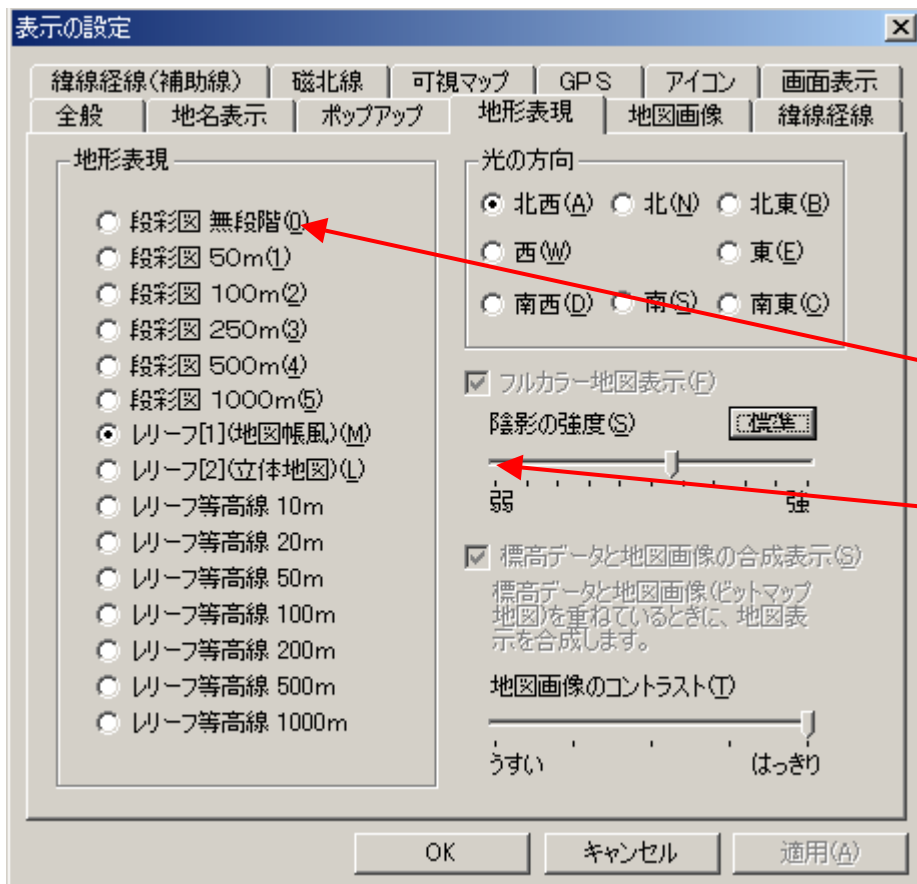 表示の設定
緯線経線(補助線) 磁北線 可視マップ GPS アイコン 画面表示
全般 地名表示 ポップアップ 地形表現 地図画像 緯線経線
地形表現
段彩図 無段階(0)
段彩図 50m(1)
段彩図 100m(2)
段彩図 250m(3)
段彩図 500m(4)
段彩図 1000m(5)
レリーフ[1](地図帳風)(M)
レリーフ[2](立体地図)(L)
レリーフ等高線 10m
レリーフ等高線 20m
レリーフ等高線 50m
レリーフ等高線 100m
レリーフ等高線 200m
レリーフ等高線 500m
レリーフ等高線 1000m
光の方向
北西(A) 北(N) 北東(B)
西(W) 東(E)
南西(D) 南(S) 南東(C)
フルカラー地図表示(F)
陰影の強度(S) 標準
弱 強
標高データと地図画像の合成表示(S)
標高データと地図画像(ビットマップ
地図)を重ねているときに、地図表
示を合成します。
地図画像のコントラスト(T)
うすい はっきり
OK キャンセル 適用(A)